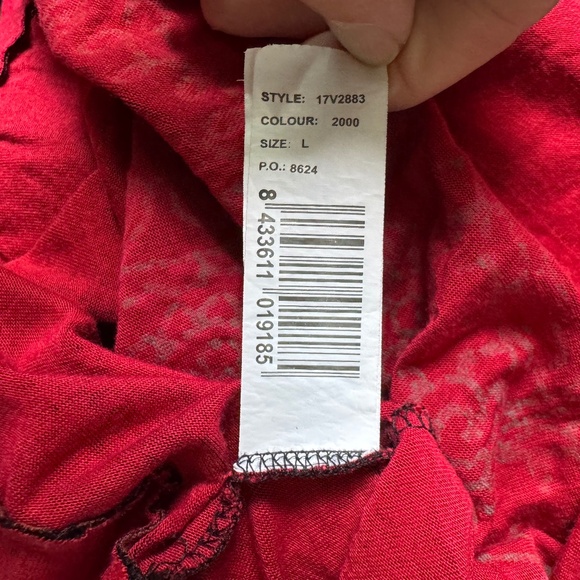 STYLE: 17V2883
COLOUR: 2000
SIZE: L
P.O.: 8624
8 433611 019185